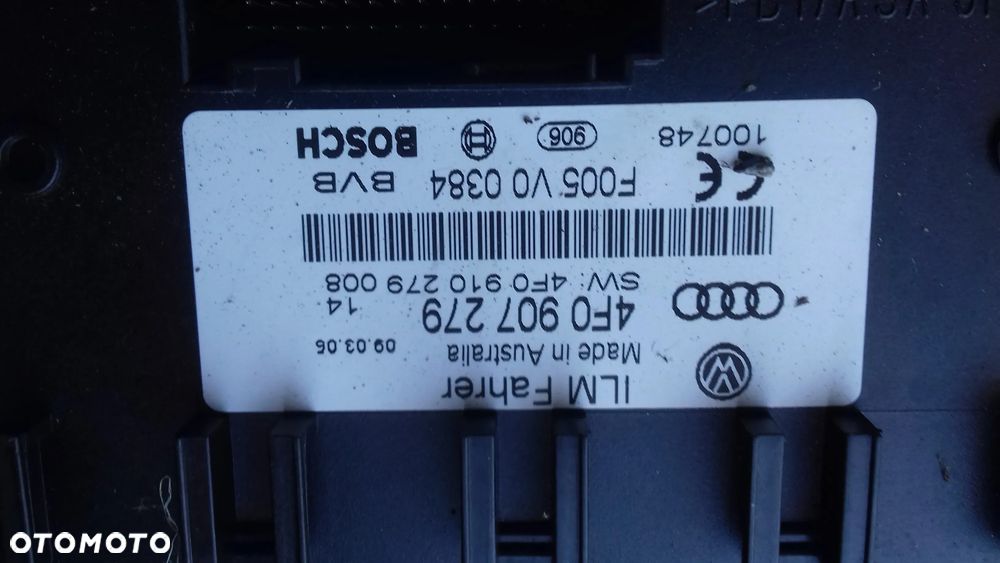 ILM Fahrer
Made in Australia 09.03.06
4F0 907 279 14
SW: 4F0 910 279 008
F005 V0 0384 BVB
100748 906 BOSCH
OTOMOTO